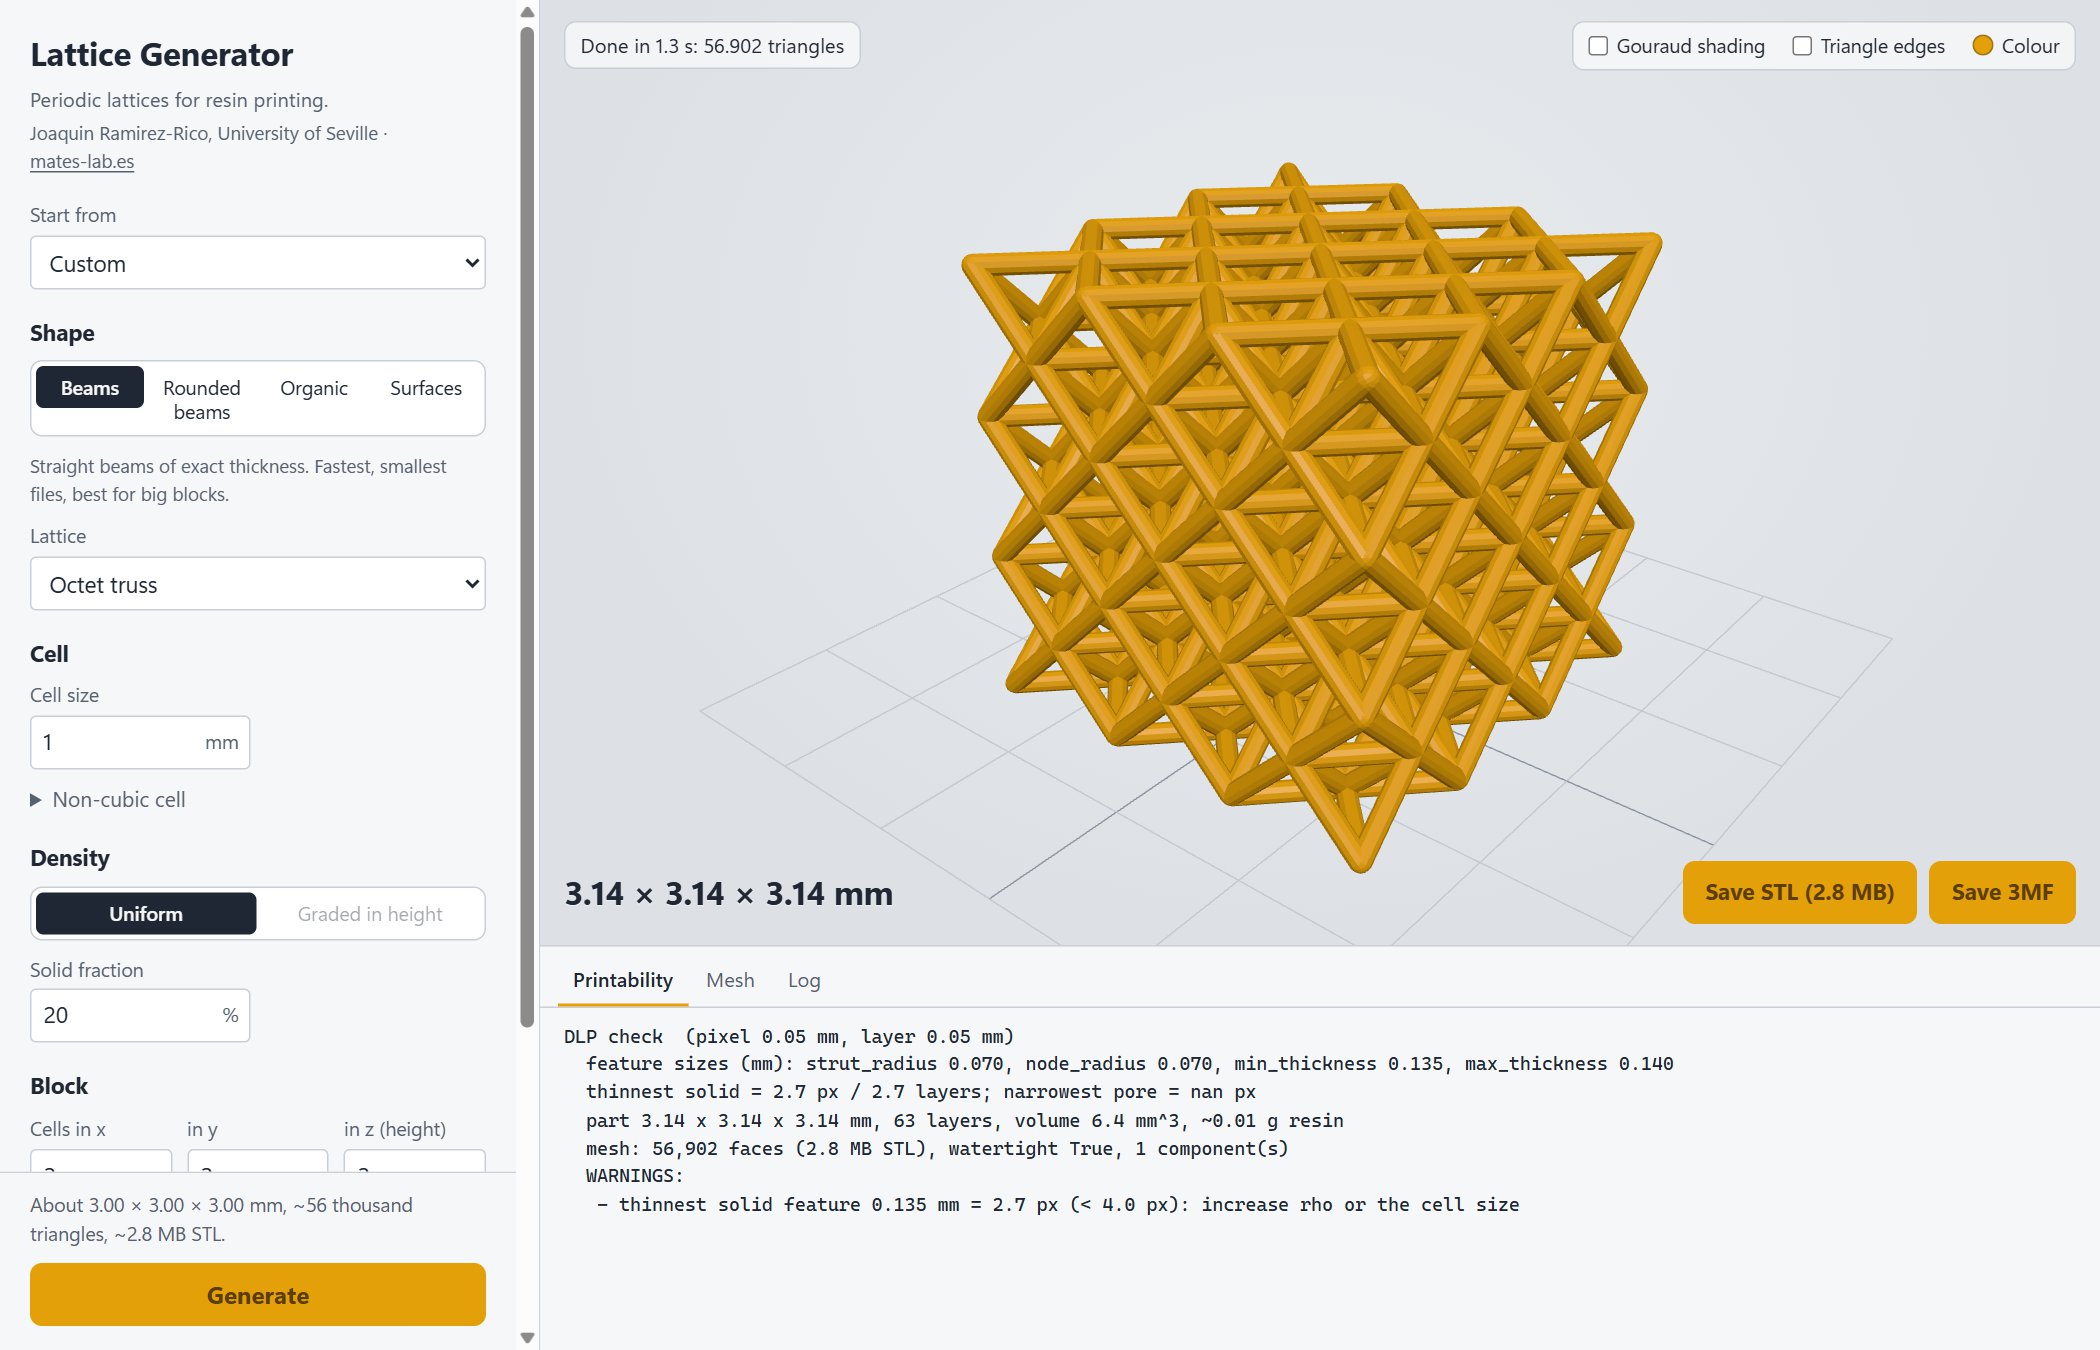 Lattice Generator
Periodic lattices for resin printing.
Joaquin Ramirez-Rico, University of Seville ·
mates-lab.es
Start from
Custom
Shape
Beams
Rounded
beams
Organic
Surfaces
Straight beams of exact thickness. Fastest, smallest
files, best for big blocks.
Lattice
Octet truss
Cell
Cell size
1 mm
Non-cubic cell
Density
Uniform
Graded in height
Solid fraction
20 %
Block
Cells in x
in y
in z (height)
About 3.00 × 3.00 × 3.00 mm, ~56 thousand
triangles, ~2.8 MB STL.
Generate
Done in 1.3 s: 56.902 triangles
Gouraud shading
Triangle edges
Colour
3.14 × 3.14 × 3.14 mm
Save STL (2.8 MB)
Save 3MF
Printability
Mesh
Log
DLP check (pixel 0.05 mm, layer 0.05 mm)
feature sizes (mm): strut_radius 0.070, node_radius 0.070, min_thickness 0.135, max_thickness 0.140
thinnest solid = 2.7 px / 2.7 layers; narrowest pore = nan px
part 3.14 x 3.14 x 3.14 mm, 63 layers, volume 6.4 mm^3, ~0.01 g resin
mesh: 56,902 faces (2.8 MB STL), watertight True, 1 component(s)
WARNINGS:
- thinnest solid feature 0.135 mm = 2.7 px (< 4.0 px): increase rho or the cell size